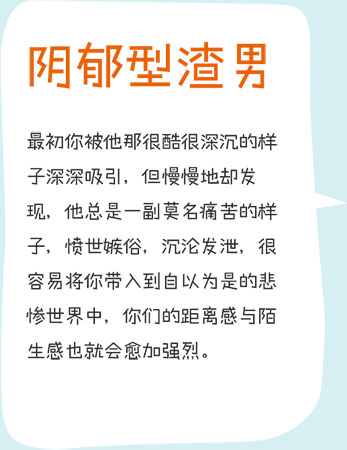 阴郁型渣男
最初你被他那很酷很深沉的样
子深深吸引，但慢慢地却发
现，他总是一副莫名痛苦的样
子，愤世嫉俗，沉沦发泄，很
容易将你带入到自以为是的悲
惨世界中，你们的距离感与陌
生感也就会愈加强烈。